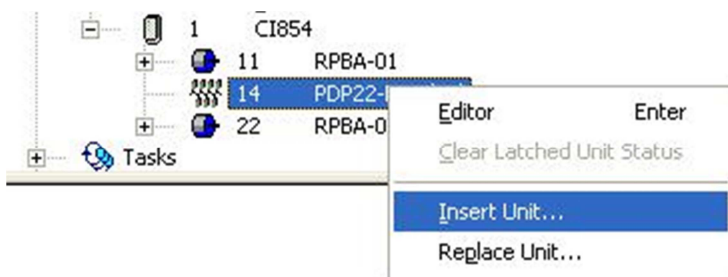 1 CI854
11 RPBA-01
14 PDP22-
22 RPBA-0
Tasks
Editor Enter
Clear Latched Unit Status
Insert Unit...
Replace Unit...